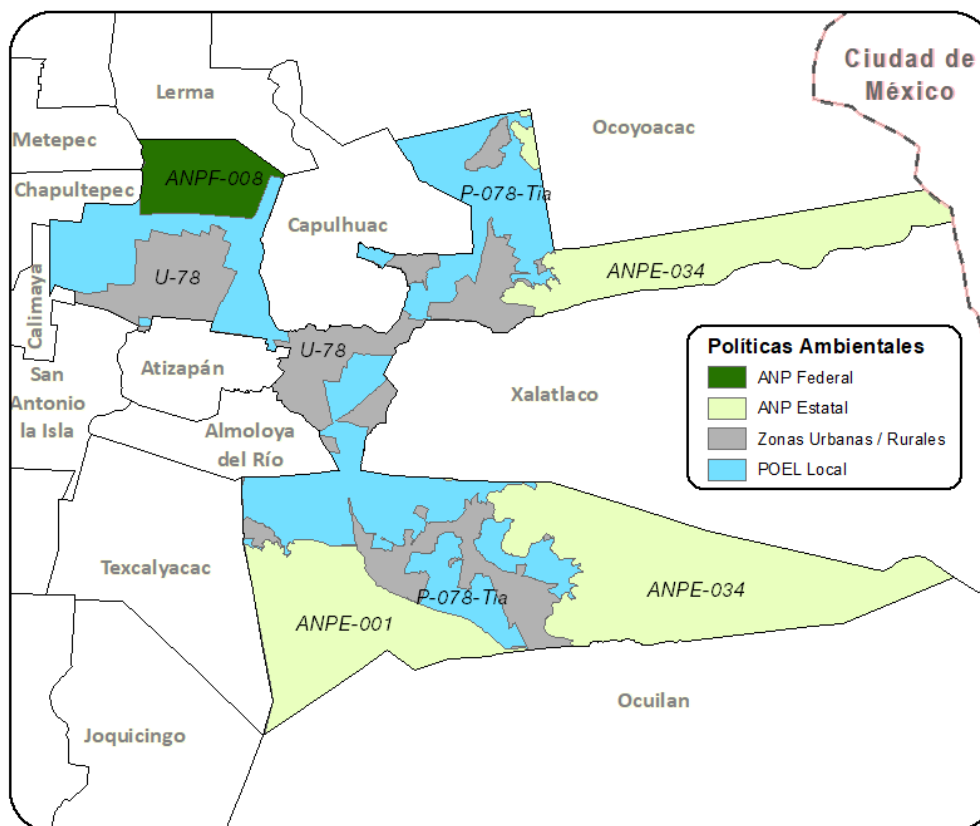 Ciudad de
México
Lerma
Ocoyoacac
Metepec
ANPF-008
Chapultepec
P-078-Tia
Capulhuac
U-78
ANPE-034
Calimaya
U-78
Atizapán
San
Antonio
la Isla
Xalatlaco
Almoloya
del Río
Políticas Ambientales
ANP Federal
ANP Estatal
Zonas Urbanas / Rurales
POEL Local
Texcalyacac
P-078-Tia
ANPE-034
ANPE-001
Ocuilan
Joquicingo